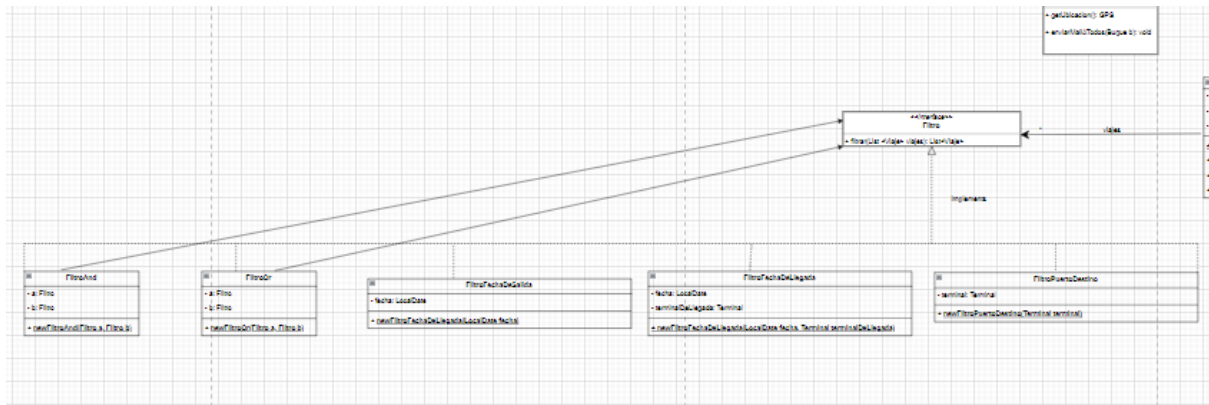 + getUbicacion(): GPS
+ enviarMailATodos(Buque b): void
<<Interface>>
Filtro
+ filtrar(List <Viaje> viajes): List<Viaje>
*
viajes
Implements
FiltroAnd
- a: Filtro
- b: Filtro
+ newFiltroAnd(Filtro a, Filtro b)
FiltroOr
- a: Filtro
- b: Filtro
+ newFiltroOr(Filtro a, Filtro b)
FiltroFechaDeSalida
- fecha: LocalDate
+ newFiltroFechaDeLlegada(LocalDate fecha)
FiltroFechaDeLlegada
- fecha: LocalDate
- terminalDeLlegada: Terminal
+ newFiltroFechaDeLlegada(LocalDate fecha, Terminal terminalDeLlegada)
FiltroPuertoDestino
- terminal: Terminal
+ newFiltroPuertoDestino(Terminal terminal)